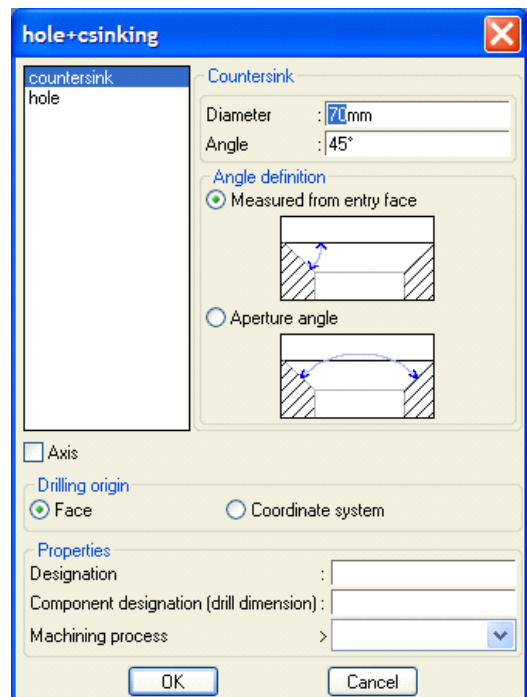 hole+csinking
countersink
hole
Countersink
Diameter : 70mm
Angle : 45°
Angle definition
Measured from entry face
Aperture angle
Axis
Drilling origin
Face Coordinate system
Properties
Designation :
Component designation (drill dimension) :
Machining process >
OK Cancel